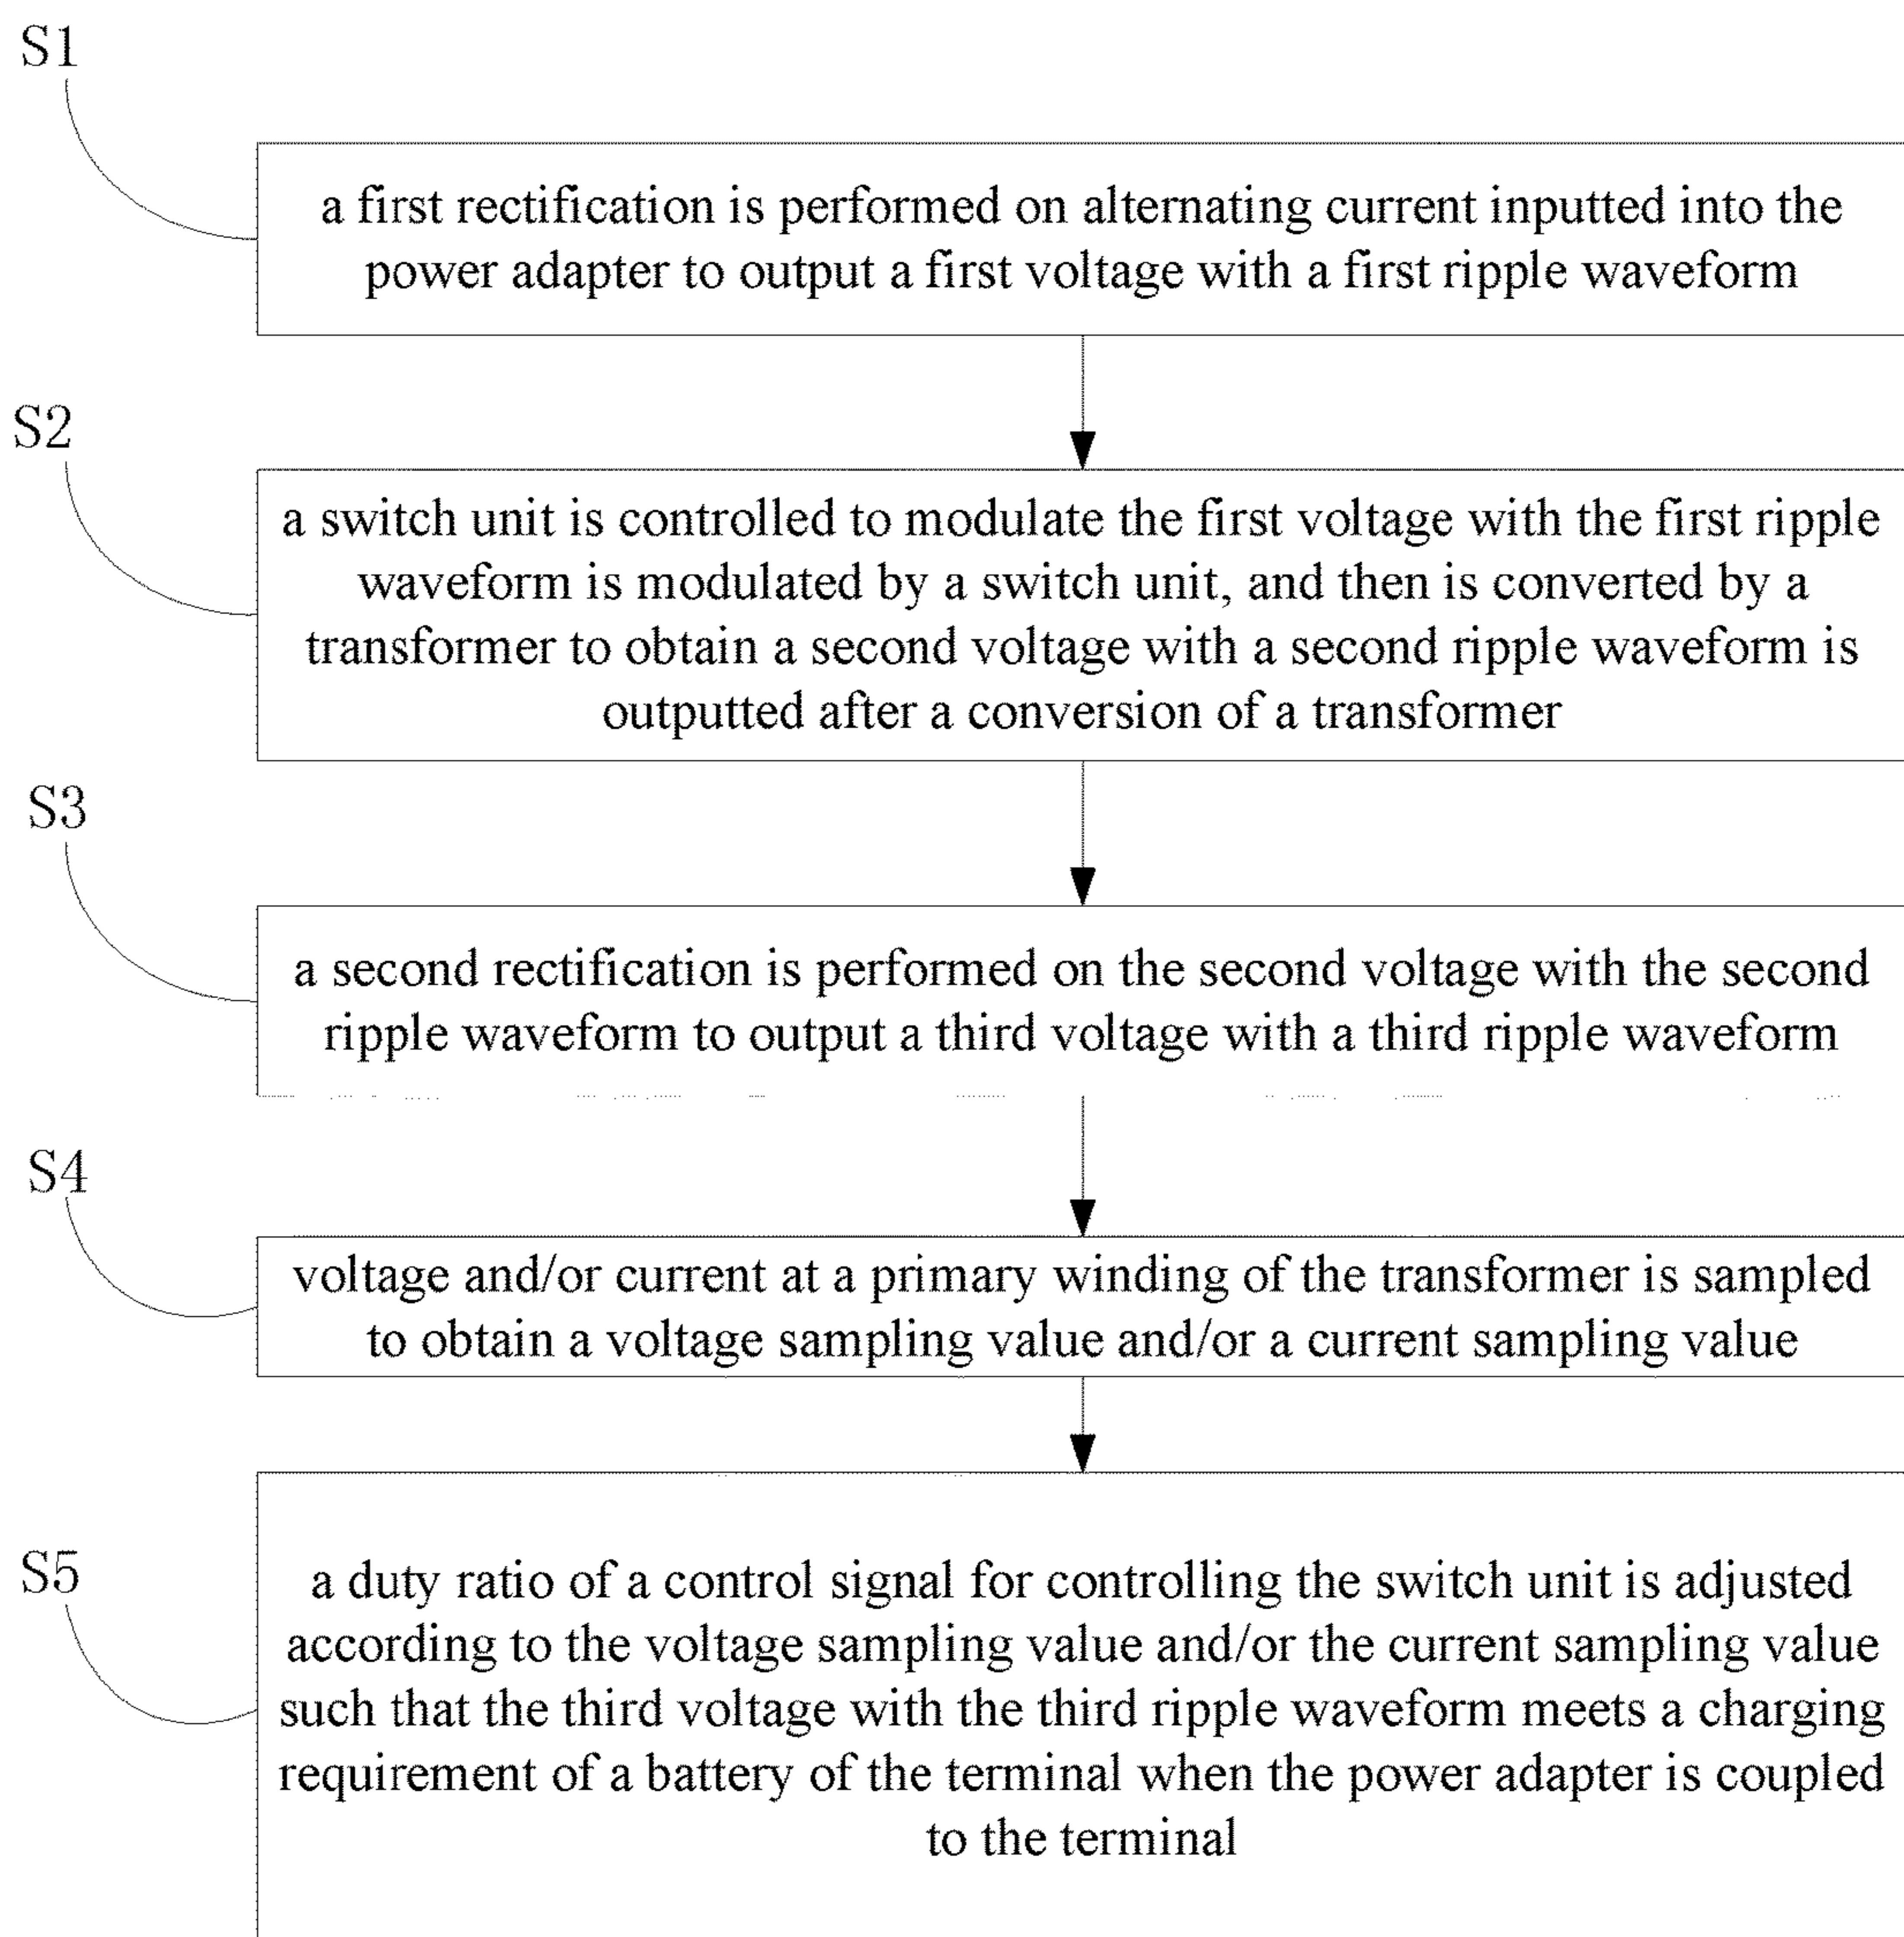 S1
a first rectification is performed on alternating current inputted into the
power adapter to output a first voltage with a first ripple waveform
S2
a switch unit is controlled to modulate the first voltage with the first ripple
waveform is modulated by a switch unit, and then is converted by a
transformer to obtain a second voltage with a second ripple waveform is
outputted after a conversion of a transformer
S3
a second rectification is performed on the second voltage with the second
ripple waveform to output a third voltage with a third ripple waveform
S4
voltage and/or current at a primary winding of the transformer is sampled
to obtain a voltage sampling value and/or a current sampling value
S5
a duty ratio of a control signal for controlling the switch unit is adjusted
according to the voltage sampling value and/or the current sampling value
such that the third voltage with the third ripple waveform meets a charging
requirement of a battery of the terminal when the power adapter is coupled
to the terminal